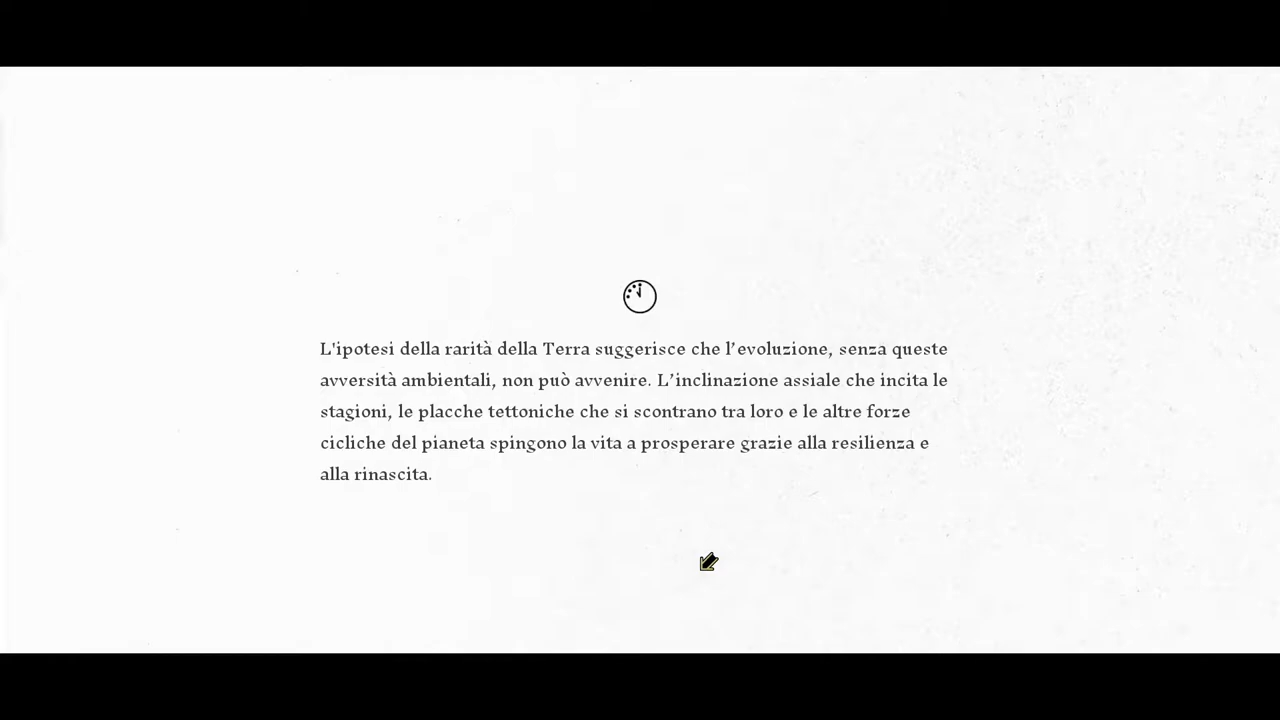 L'ipotesi della rarità della Terra suggerisce che l’evoluzione, senza queste
avversità ambientali, non può avvenire. L’inclinazione assiale che incita le
stagioni, le placche tettoniche che si scontrano tra loro e le altre forze
cicliche del pianeta spingono la vita a prosperare grazie alla resilienza e
alla rinascita.